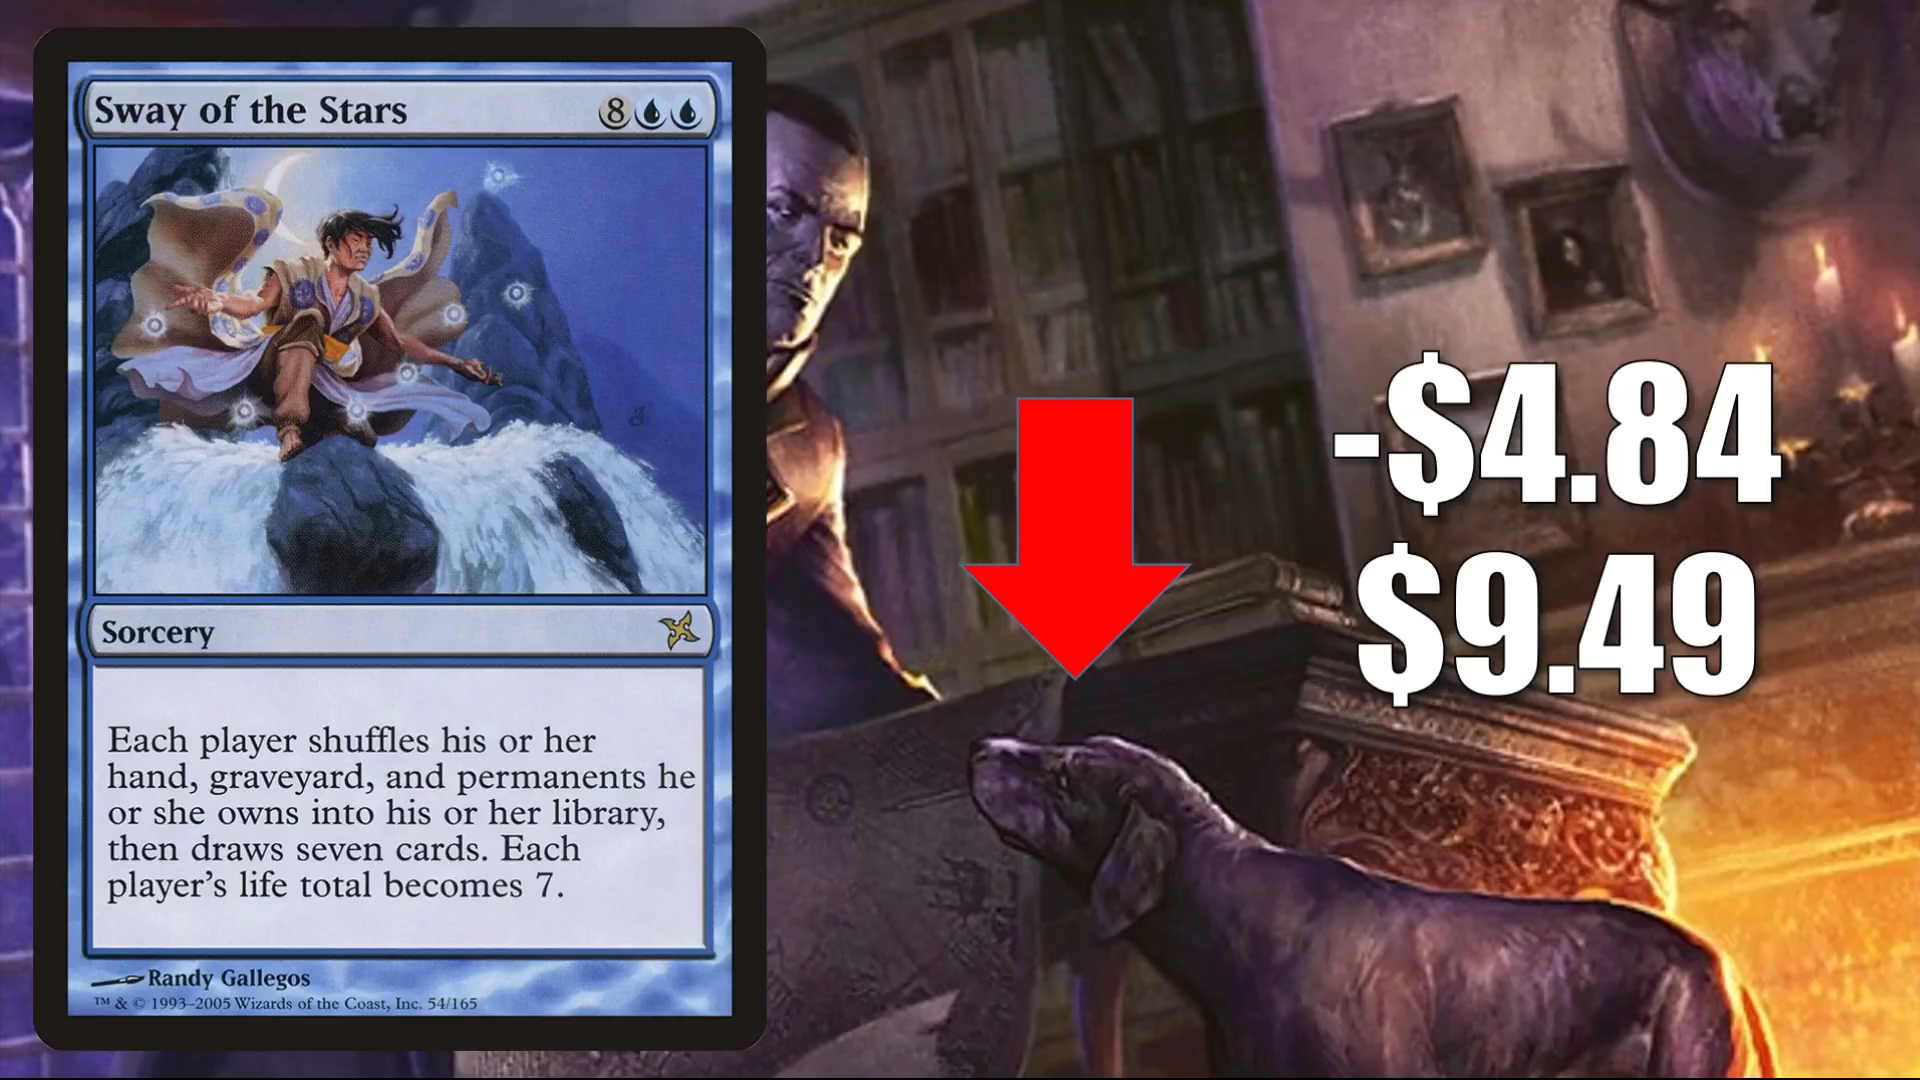 Sway of the Stars
8
Sorcery
Each player shuffles his or her
hand, graveyard, and permanents he
or she owns into his or her library,
then draws seven cards. Each
player's life total becomes 7.
Randy Gallegos
™ & © 1993–2005 Wizards of the Coast, Inc. 54/165
-$4.84
$9.49